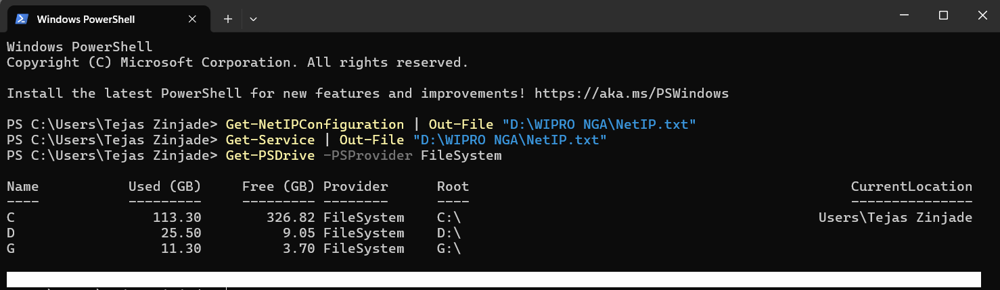 Windows PowerShell
Windows PowerShell
Copyright (C) Microsoft Corporation. All rights reserved.
Install the latest PowerShell for new features and improvements! https://aka.ms/PSWindows
PS C:\Users\Tejas Zinjade> Get-NetIPConfiguration | Out-File "D:\WIPRO NGA\NetIP.txt"
PS C:\Users\Tejas Zinjade> Get-Service | Out-File "D:\WIPRO NGA\NetIP.txt"
PS C:\Users\Tejas Zinjade> Get-PSDrive -PSProvider FileSystem
Name Used (GB) Free (GB) Provider Root CurrentLocation
---- --------- --------- -------- ---- ---------------
C 113.30 326.82 FileSystem C:\ Users\Tejas Zinjade
D 25.50 9.05 FileSystem D:\
G 11.30 3.70 FileSystem G:\